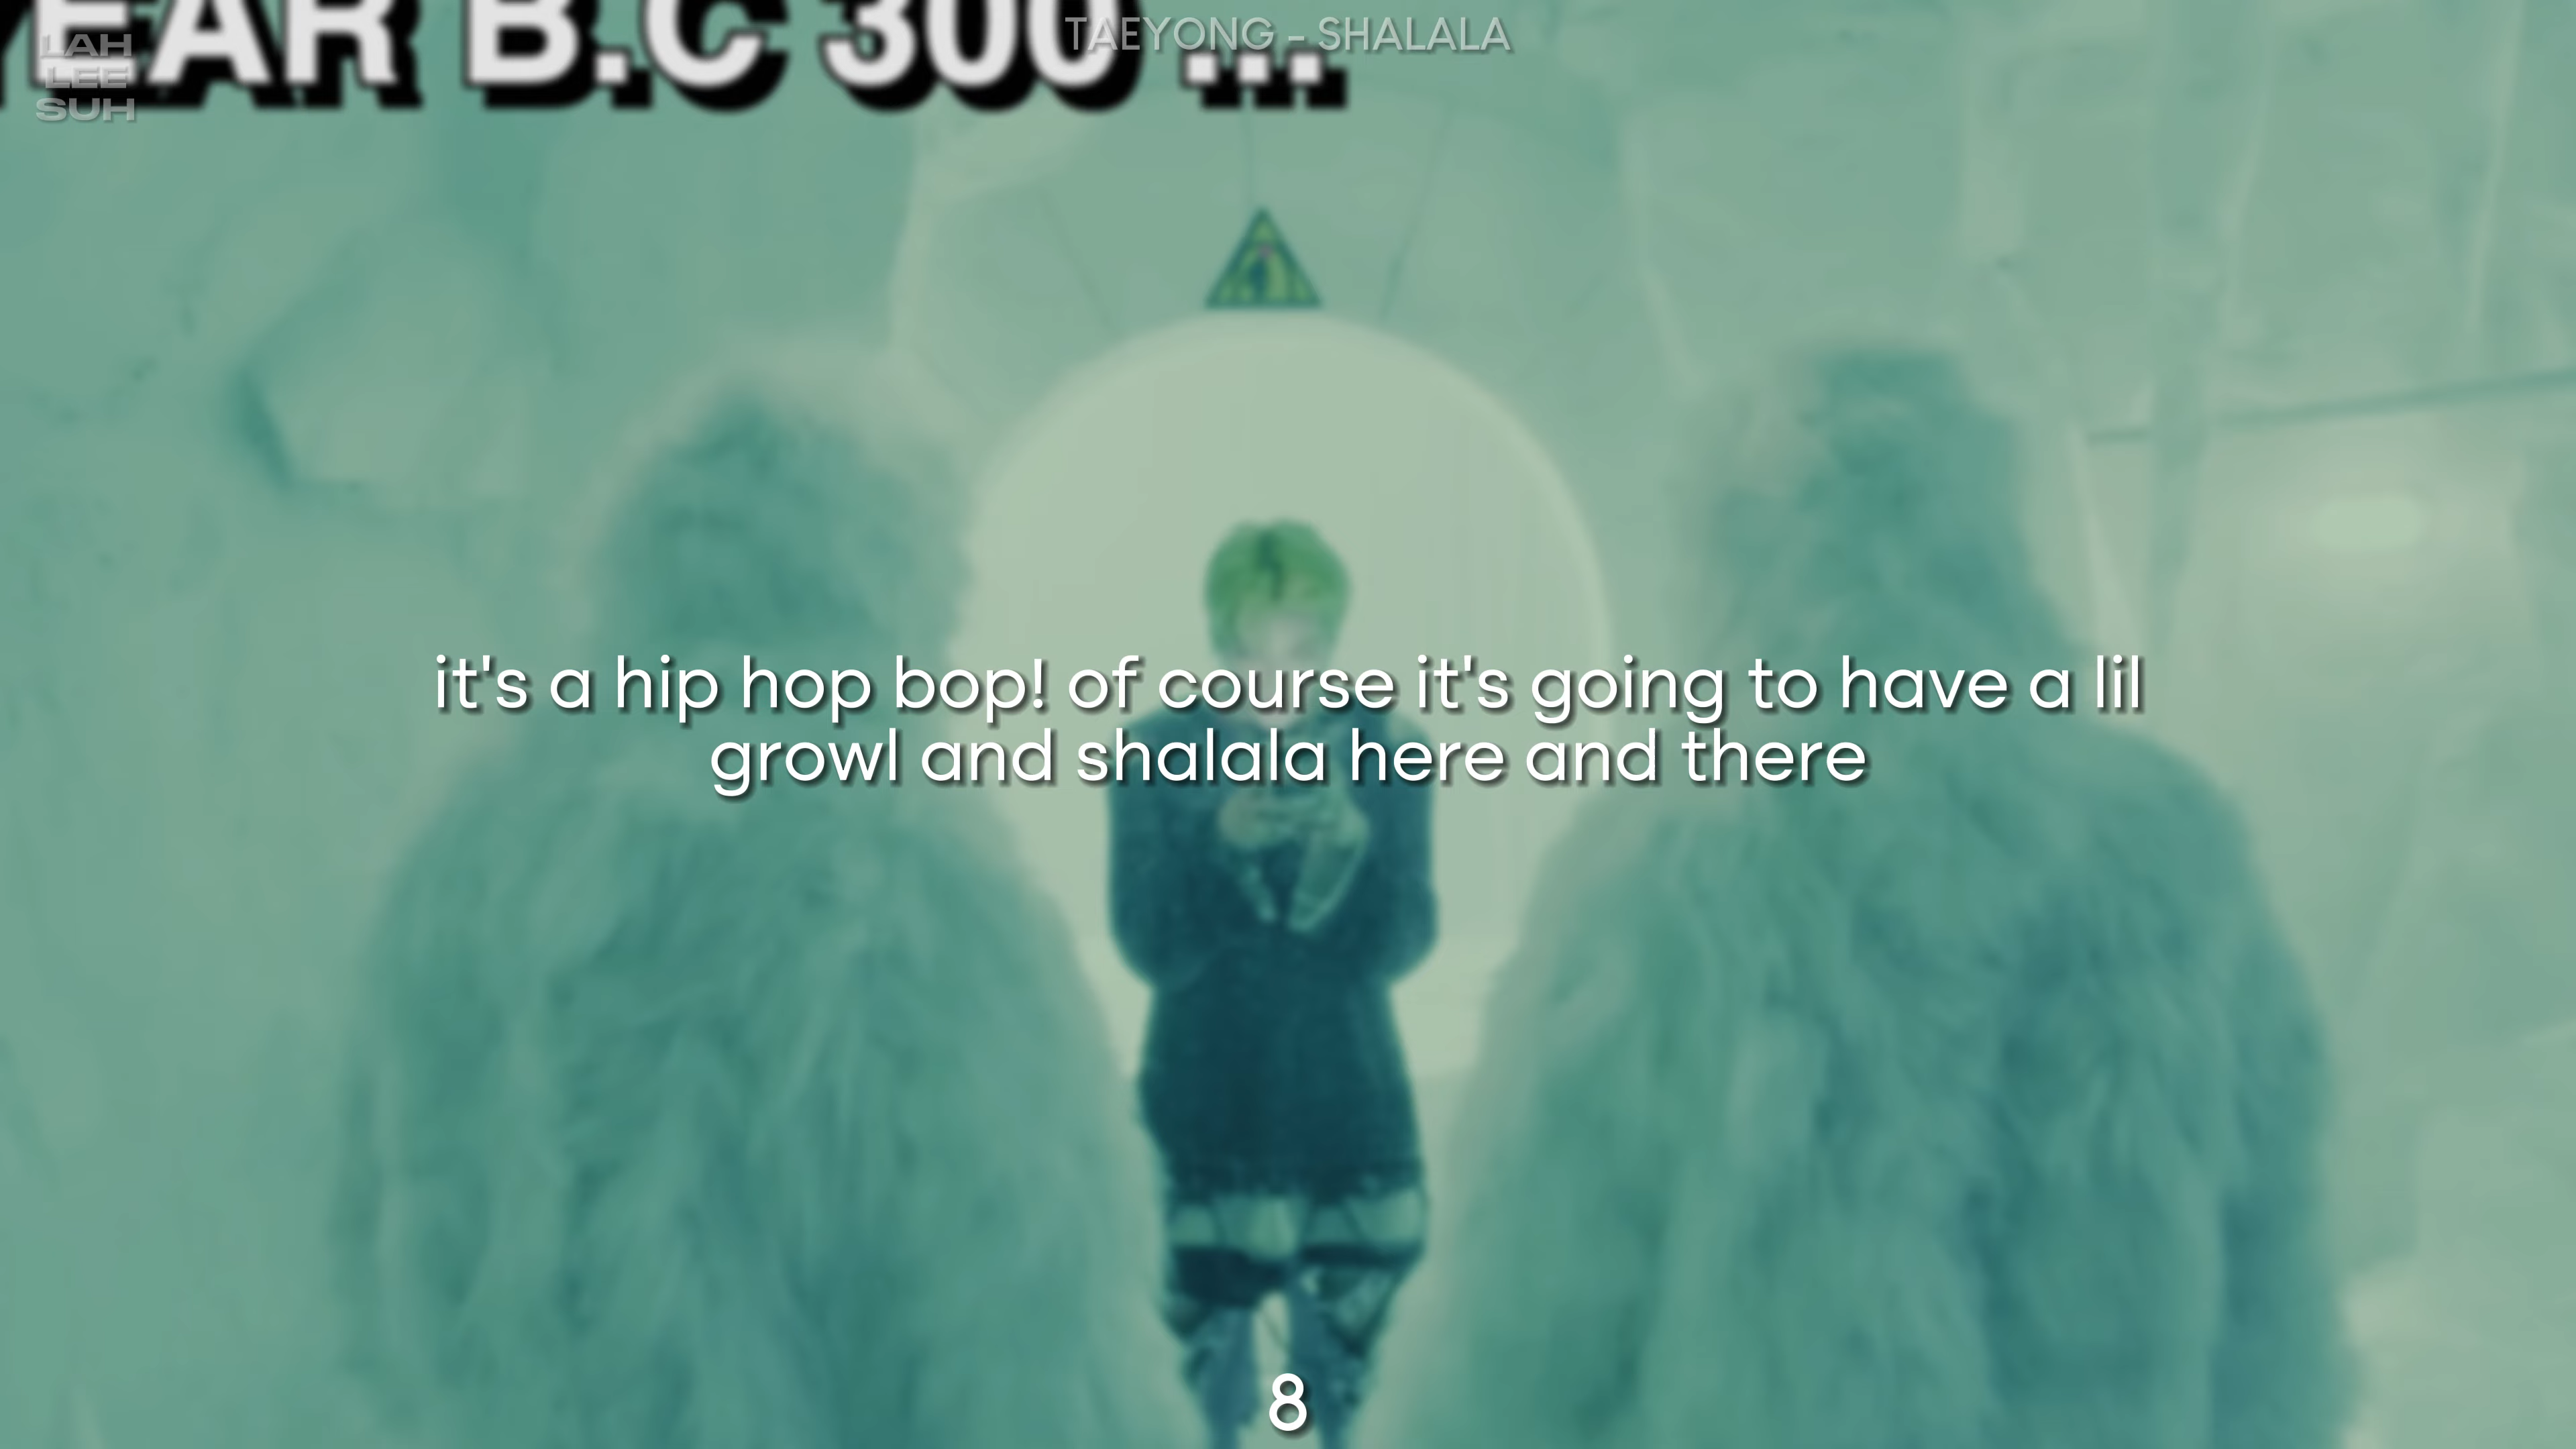 EAR B.C 300 ...
TAEYONG - SHALALA
LAH
LEE
SUH
it's a hip hop bop! of course it's going to have a lil
growl and shalala here and there
8